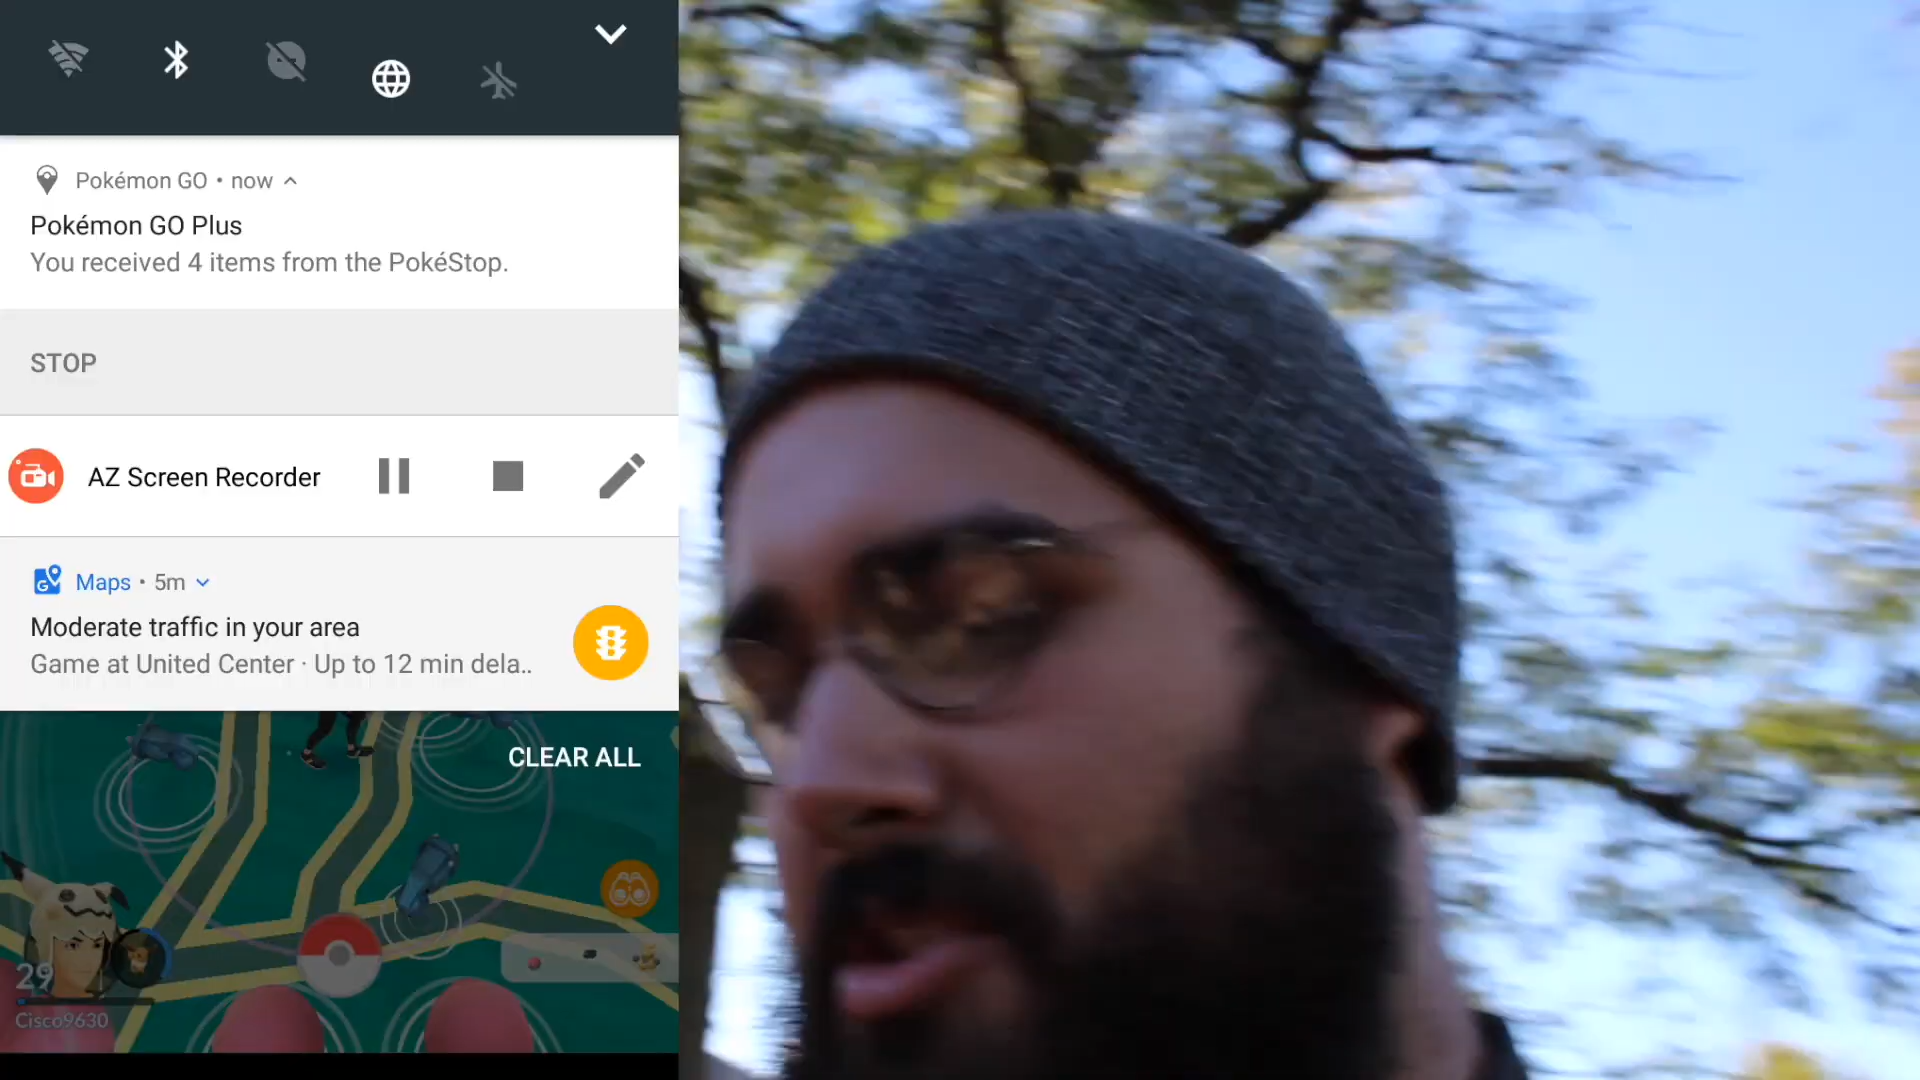 Pokémon GO • now
Pokémon GO Plus
You received 4 items from the PokéStop.
STOP
AZ Screen Recorder
Maps • 5m
Moderate traffic in your area
Game at United Center · Up to 12 min dela..
CLEAR ALL
29
Cisco9630